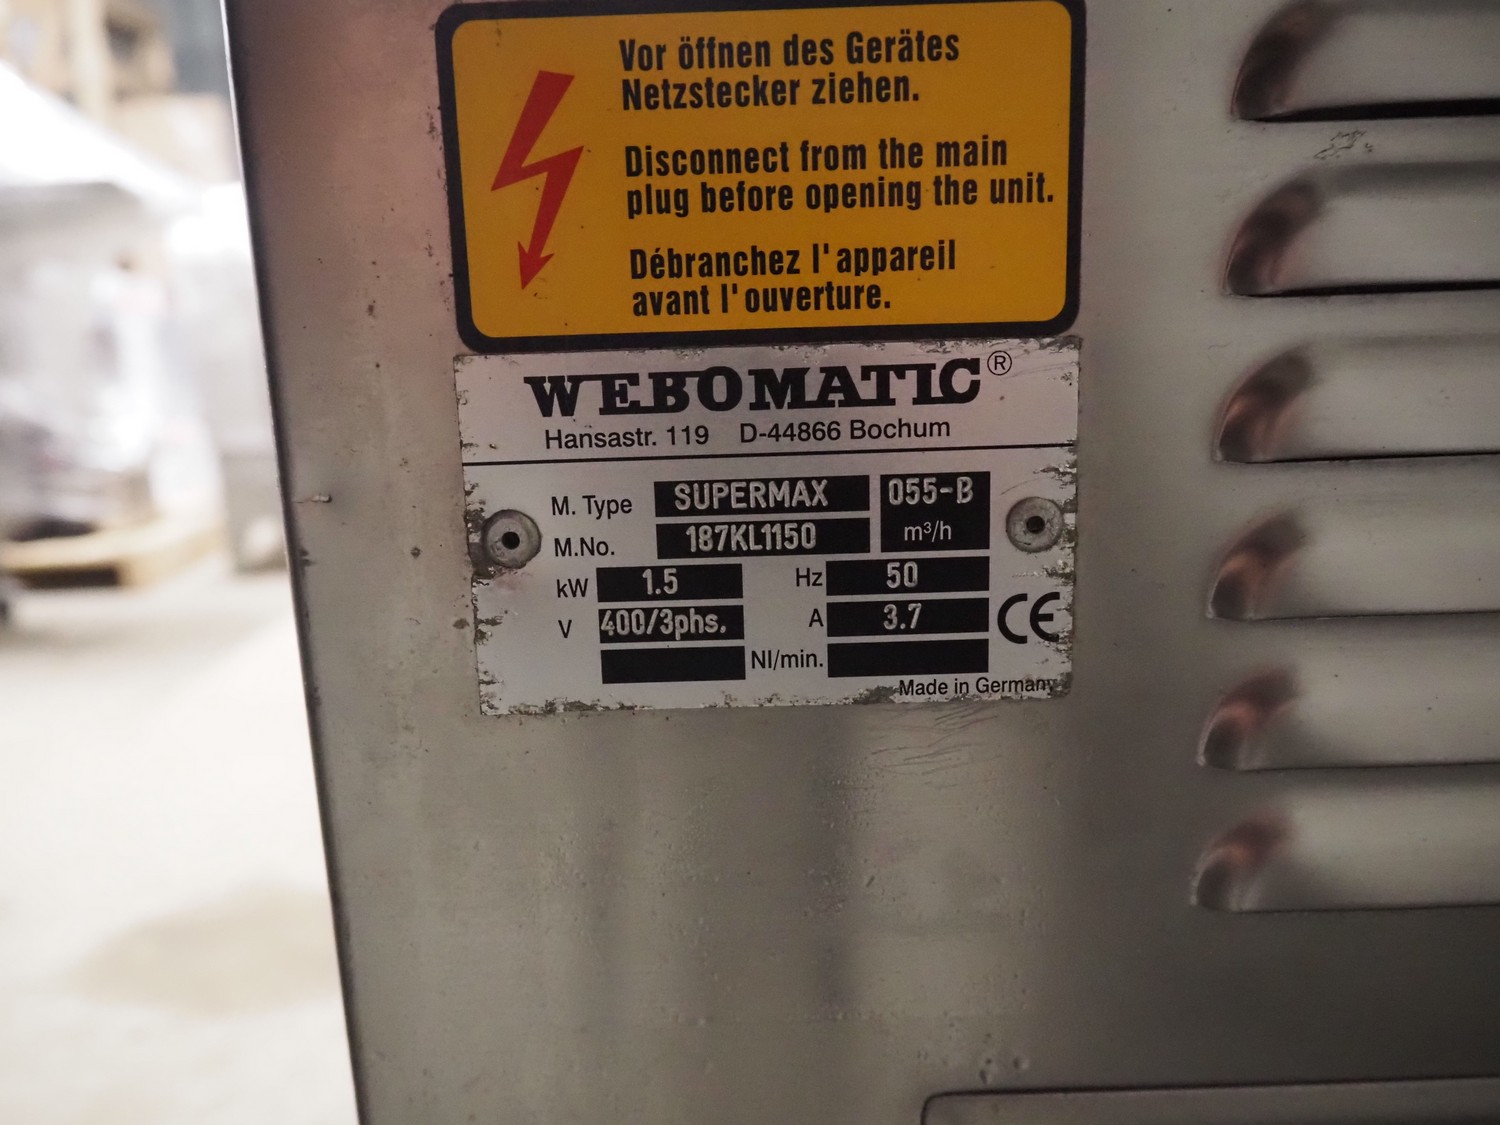 Vor öffnen des Gerätes
Netzstecker ziehen.
Disconnect from the main
plug before opening the unit.
Débranchez l'appareil
avant l'ouverture.
WEBOMATIC®
Hansastr. 119 D-44866 Bochum
M. Type SUPERMAX 055-B
M.No. 187KL1150 m³/h
kW 1.5 Hz 50
V 400/3phs. A 3.7 CE
Nl/min.
Made in Germany